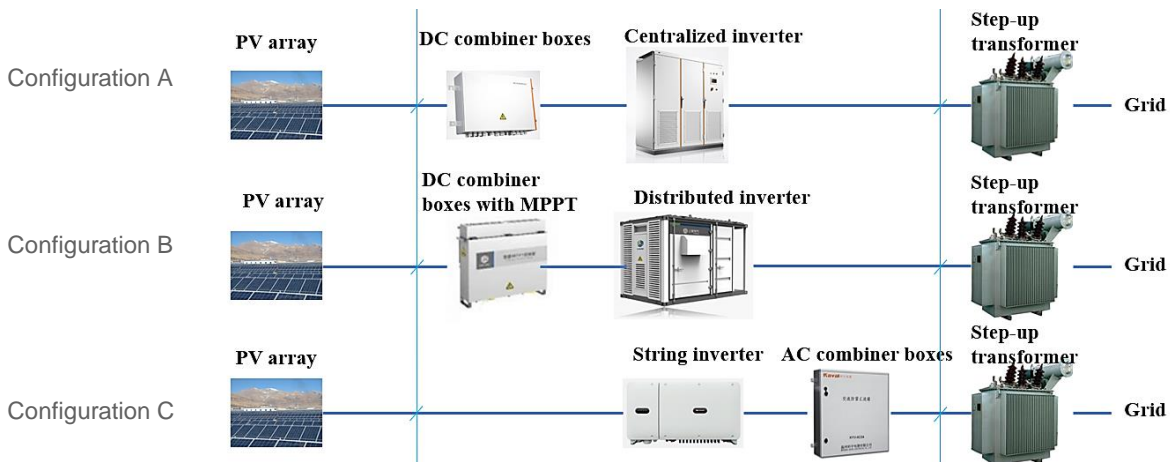 PV array
DC combiner boxes
Centralized inverter
Step-up
transformer
Configuration A
Grid
PV array
DC combiner
boxes with MPPT
Distributed inverter
Step-up
transformer
Configuration B
Grid
PV array
String inverter
AC combiner boxes
Step-up
transformer
Configuration C
Grid